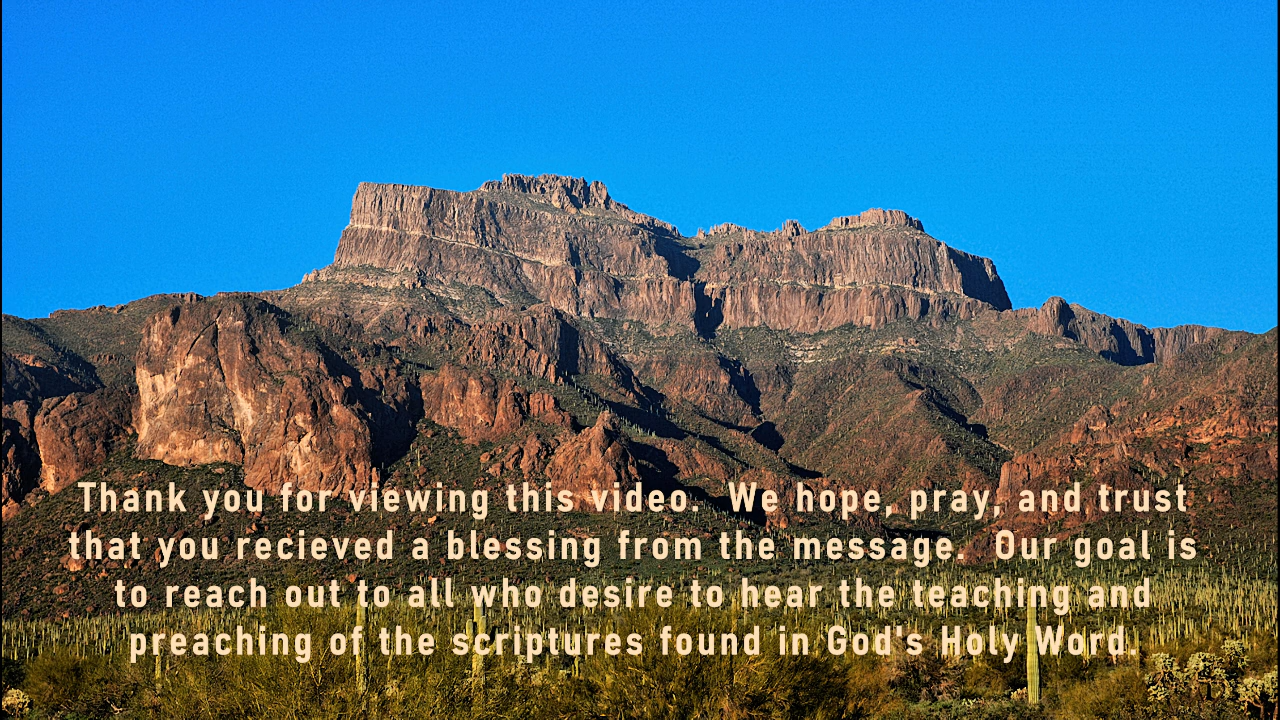 Thank you for viewing this video.  We hope, pray, and trust
that you recieved a blessing from the message.  Our goal is
to reach out to all who desire to hear the teaching and
preaching of the scriptures found in God's Holy Word.